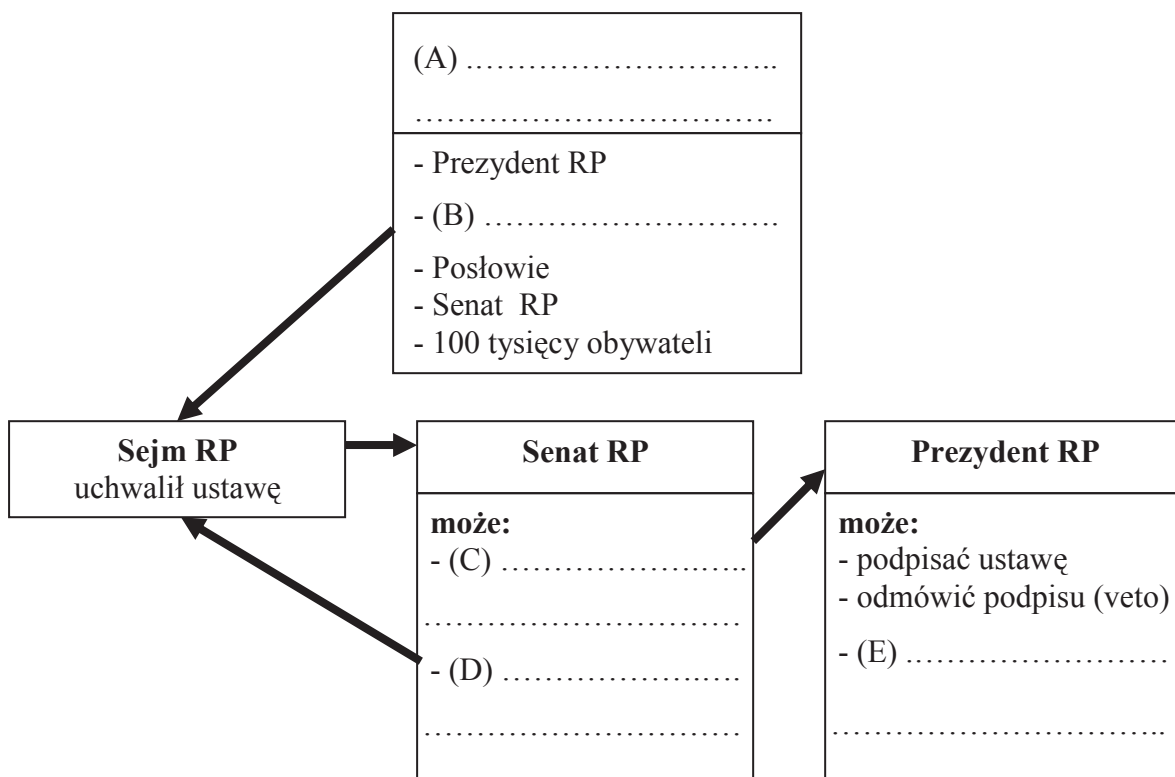 (A) …………………………..
……………………………….
- Prezydent RP
- (B) ……………………….
- Posłowie
- Senat RP
- 100 tysięcy obywateli
Sejm RP
uchwalił ustawę
Senat RP
może:
- (C) ……………….…...
……………………………
- (D) ………………..….
……………………………
Prezydent RP
może:
- podpisać ustawę
- odmówić podpisu (veto)
- (E) ……………………
…………………………..